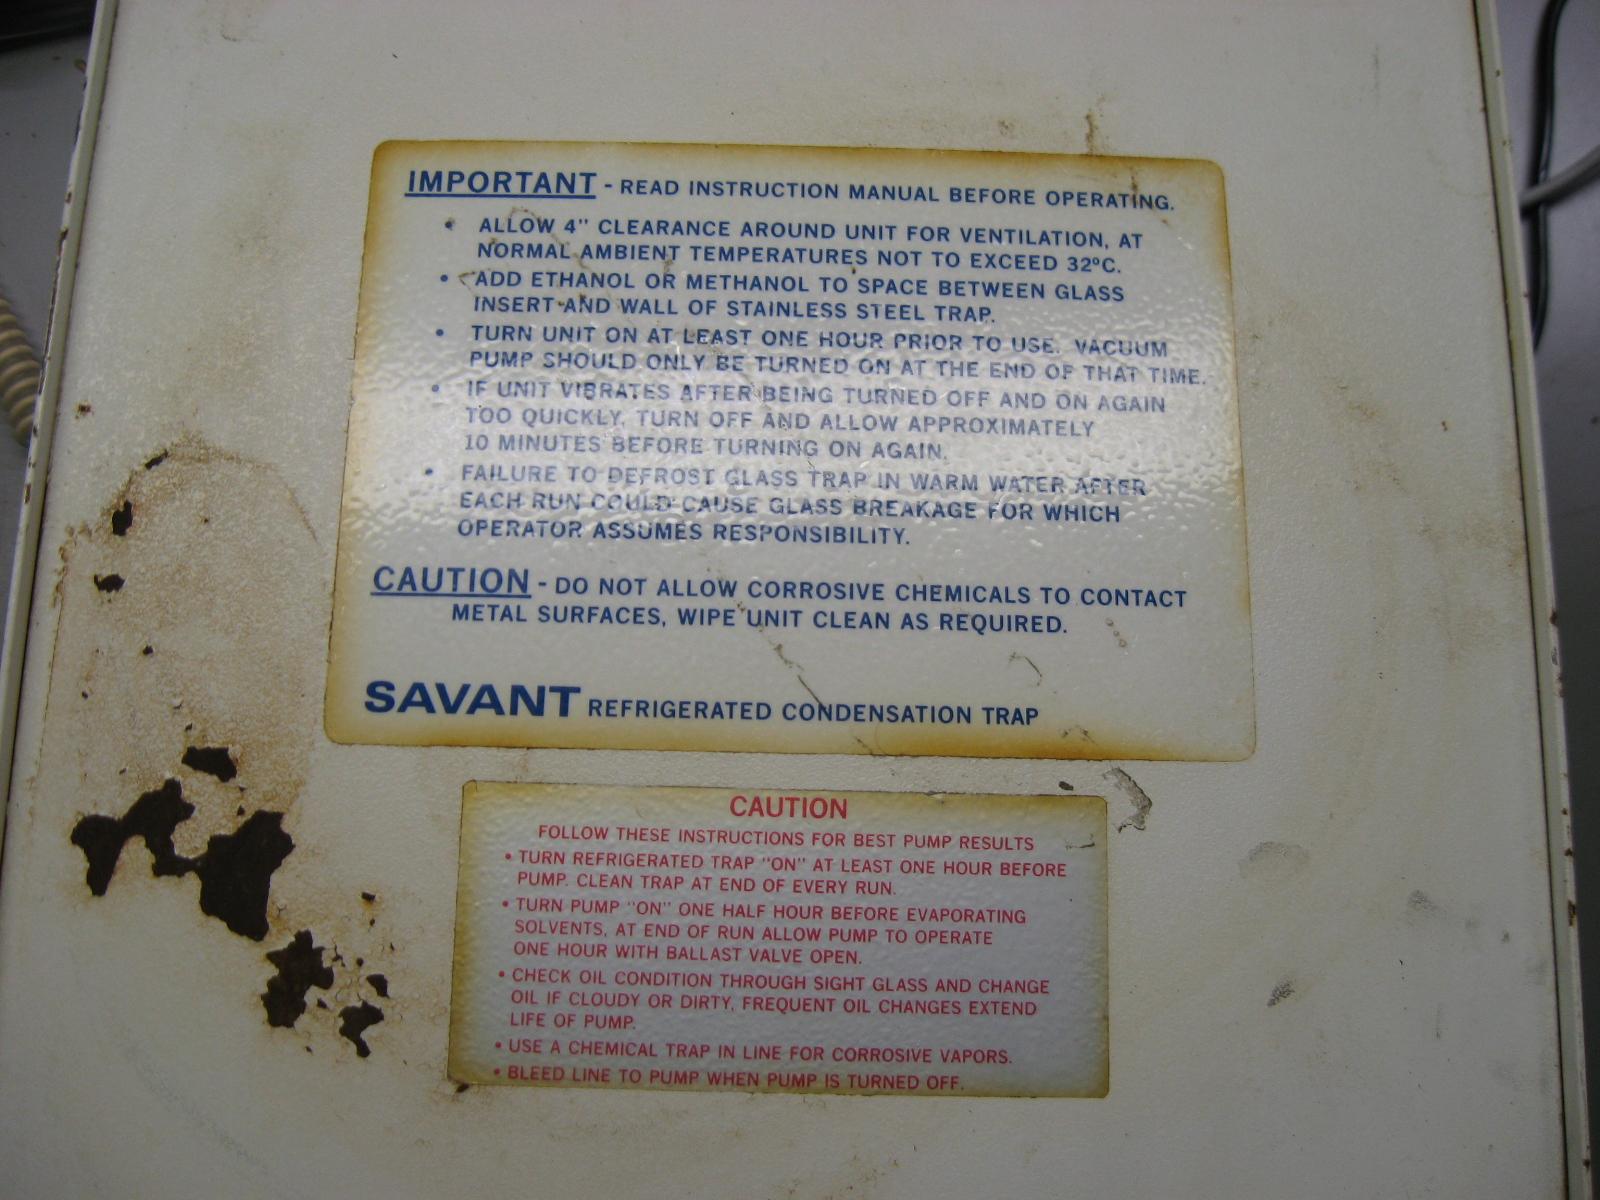 IMPORTANT - READ INSTRUCTION MANUAL BEFORE OPERATING.
• ALLOW 4" CLEARANCE AROUND UNIT FOR VENTILATION, AT
NORMAL AMBIENT TEMPERATURES NOT TO EXCEED 32ºC.
• ADD ETHANOL OR METHANOL TO SPACE BETWEEN GLASS
INSERT AND WALL OF STAINLESS STEEL TRAP.
• TURN UNIT ON AT LEAST ONE HOUR PRIOR TO USE. VACUUM
PUMP SHOULD ONLY BE TURNED ON AT THE END OF THAT TIME.
• IF UNIT VIBRATES AFTER BEING TURNED OFF AND ON AGAIN
TOO QUICKLY, TURN OFF AND ALLOW APPROXIMATELY
10 MINUTES BEFORE TURNING ON AGAIN.
• FAILURE TO DEFROST GLASS TRAP IN WARM WATER AFTER
EACH RUN COULD CAUSE GLASS BREAKAGE FOR WHICH
OPERATOR ASSUMES RESPONSIBILITY.
CAUTION - DO NOT ALLOW CORROSIVE CHEMICALS TO CONTACT
METAL SURFACES, WIPE UNIT CLEAN AS REQUIRED.
SAVANT REFRIGERATED CONDENSATION TRAP
CAUTION
FOLLOW THESE INSTRUCTIONS FOR BEST PUMP RESULTS
• TURN REFRIGERATED TRAP "ON" AT LEAST ONE HOUR BEFORE
PUMP. CLEAN TRAP AT END OF EVERY RUN.
• TURN PUMP "ON" ONE HALF HOUR BEFORE EVAPORATING
SOLVENTS, AT END OF RUN ALLOW PUMP TO OPERATE
ONE HOUR WITH BALLAST VALVE OPEN.
• CHECK OIL CONDITION THROUGH SIGHT GLASS AND CHANGE
OIL IF CLOUDY OR DIRTY, FREQUENT OIL CHANGES EXTEND
LIFE OF PUMP.
• USE A CHEMICAL TRAP IN LINE FOR CORROSIVE VAPORS.
• BLEED LINE TO PUMP WHEN PUMP IS TURNED OFF.